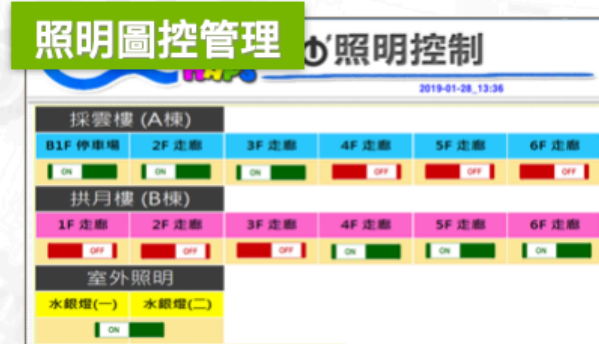 照明圖控管理
照明控制
2019-01-28_13:36
採雲樓 (A棟)
B1F 停車場 2F 走廊 3F 走廊 4F 走廊 5F 走廊 6F 走廊
ON ON ON OFF OFF OFF
拱月樓 (B棟)
1F 走廊 2F 走廊 3F 走廊 4F 走廊 5F 走廊 6F 走廊
OFF OFF OFF ON ON ON
室外照明
水銀燈(一) 水銀燈(二)
ON